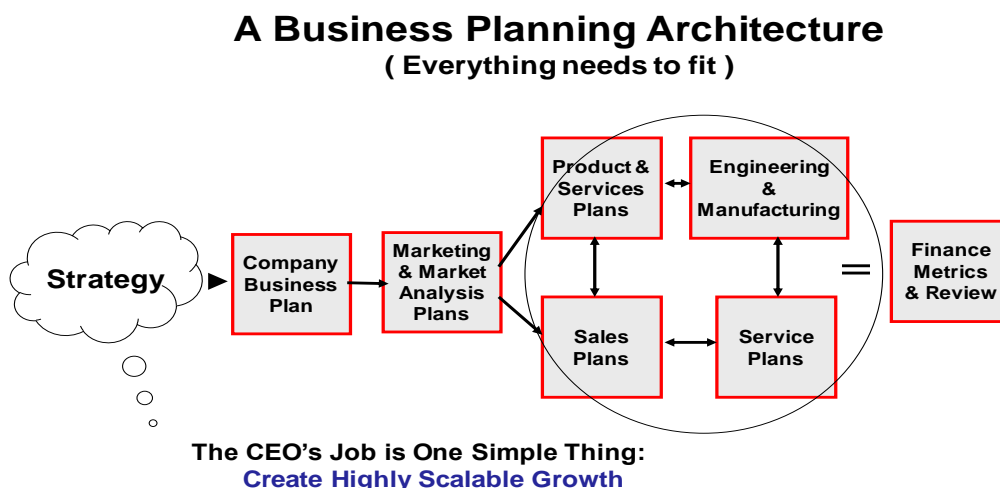 A Business Planning Architecture
( Everything needs to fit )
Strategy
Company
Business
Plan
Marketing
& Market
Analysis
Plans
Product &
Services
Plans
Engineering
&
Manufacturing
Sales
Plans
Service
Plans
=
Finance
Metrics
& Review
The CEO’s Job is One Simple Thing:
Create Highly Scalable Growth